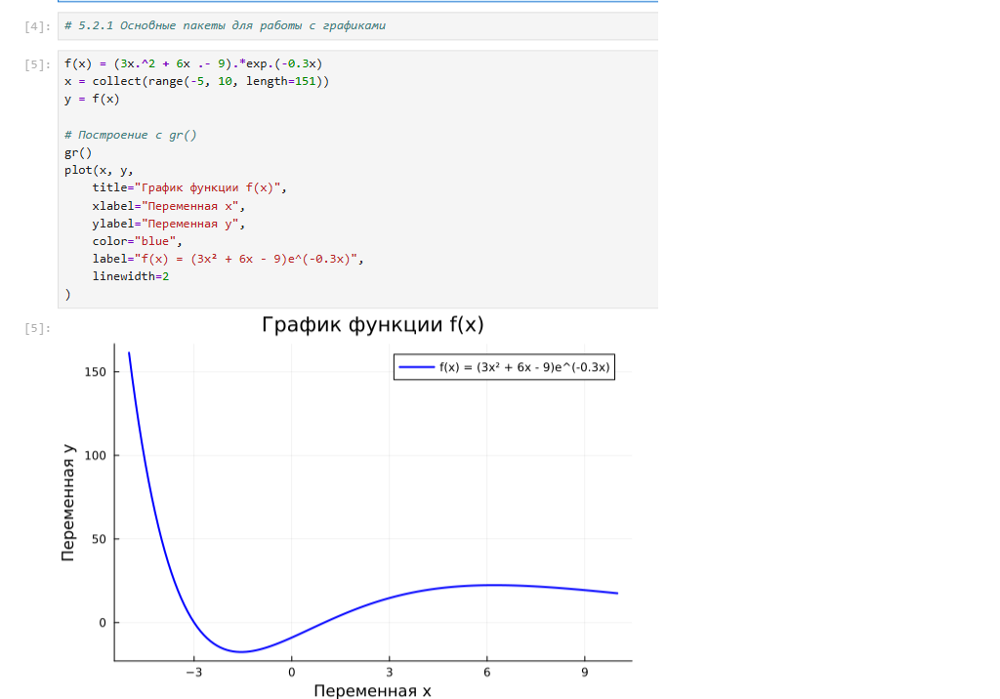 [4]: # 5.2.1 Основные пакеты для работы с графиками
[5]: f(x) = (3x.^2 + 6x .- 9).*exp.(-0.3x)
x = collect(range(-5, 10, length=151))
y = f(x)
# Построение с gr()
gr()
plot(x, y,
    title="График функции f(x)",
    xlabel="Переменная x",
    ylabel="Переменная y",
    color="blue",
    label="f(x) = (3x² + 6x - 9)e^(-0.3x)",
    linewidth=2
)
[5]:
График функции f(x)
f(x) = (3x² + 6x - 9)e^(-0.3x)
150
100
50
0
Переменная y
−3 0 3 6 9
Переменная x